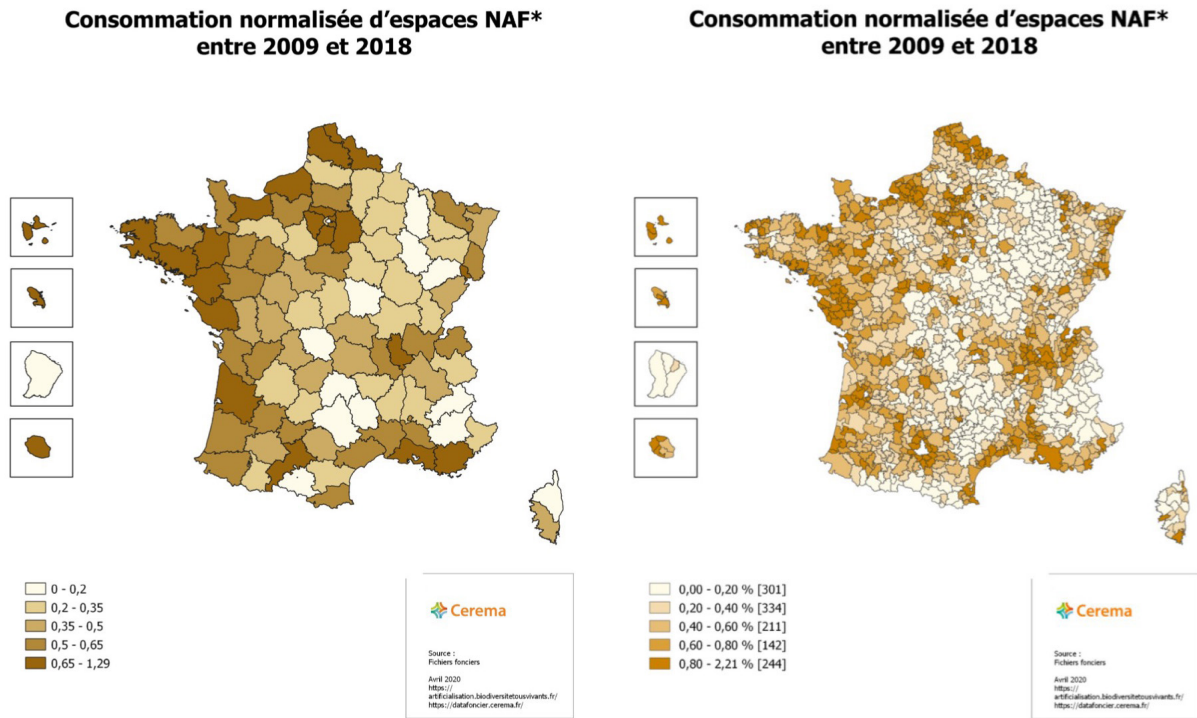 Consommation normalisée d’espaces NAF*
entre 2009 et 2018
0 - 0,2
0,2 - 0,35
0,35 - 0,5
0,5 - 0,65
0,65 - 1,29
Cerema
Source :
Fichiers fonciers
Avril 2020
https://
artificialisation.biodiversitetousvivants.fr/
https://datafoncier.cerema.fr/
Consommation normalisée d’espaces NAF*
entre 2009 et 2018
0,00 - 0,20 % [301]
0,20 - 0,40 % [334]
0,40 - 0,60 % [211]
0,60 - 0,80 % [142]
0,80 - 2,21 % [244]
Cerema
Source :
Fichiers fonciers
Avril 2020
https://
artificialisation.biodiversitetousvivants.fr/
https://datafoncier.cerema.fr/